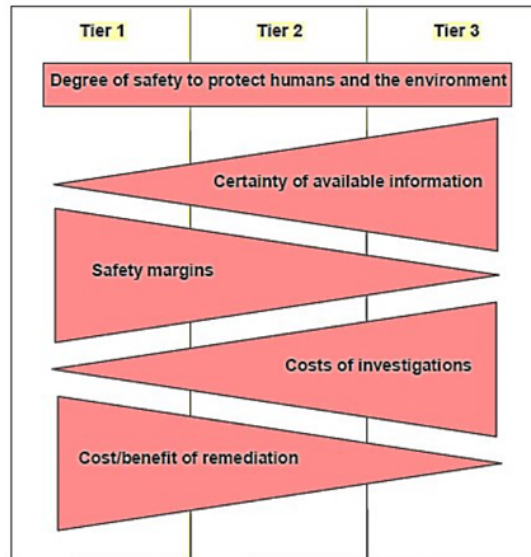 Tier 1 Tier 2 Tier 3
Degree of safety to protect humans and the environment
Certainty of available information
Safety margins
Costs of investigations
Cost/benefit of remediation